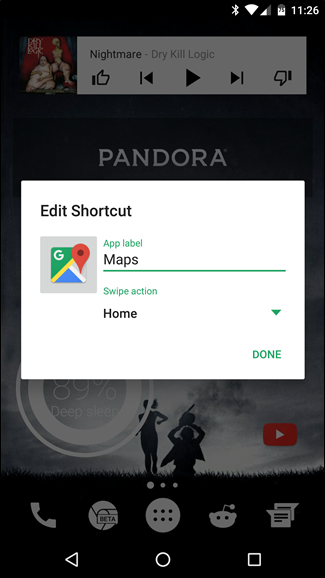 11:26
Nightmare - Dry Kill Logic
PANDORA®
Edit Shortcut
App label
G Maps
Swipe action
Home
DONE
89%
Deep sleep
BETA